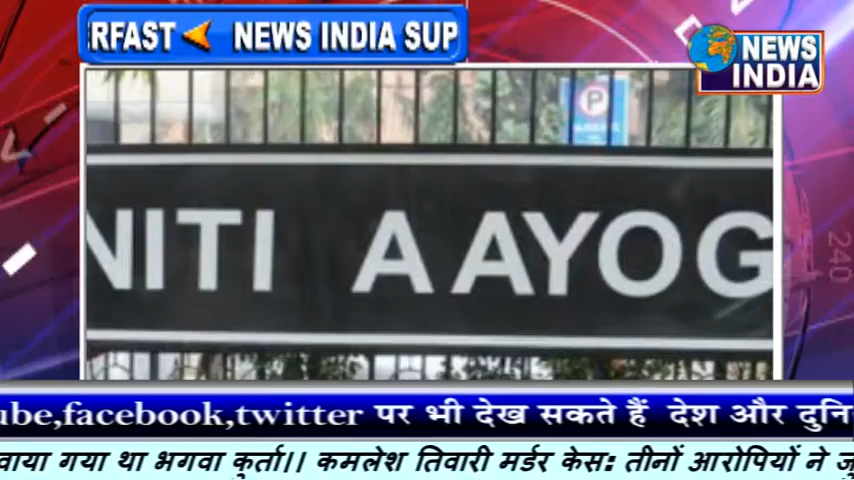 RFAST NEWS INDIA SUP
NEWS
INDIA
P
NITI AAYOG
240
ube,facebook,twitter पर भी देख सकते हैं देश और दुनि
वाया गया था भगवा कुर्ता|| कमलेश तिवारी मर्डर केस: तीनों आरोपियों ने जु